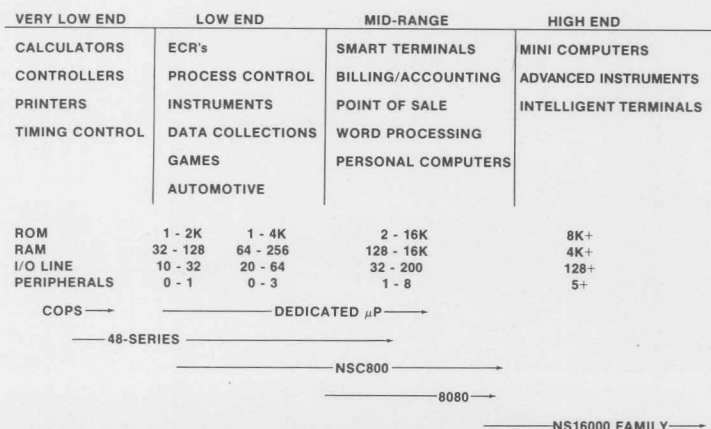 VERY LOW END LOW END MID-RANGE HIGH END
CALCULATORS ECR's SMART TERMINALS MINI COMPUTERS
CONTROLLERS PROCESS CONTROL BILLING/ACCOUNTING ADVANCED INSTRUMENTS
PRINTERS INSTRUMENTS POINT OF SALE INTELLIGENT TERMINALS
TIMING CONTROL DATA COLLECTIONS WORD PROCESSING
GAMES PERSONAL COMPUTERS
AUTOMOTIVE
ROM 1 - 2K 1 - 4K 2 - 16K 8K+
RAM 32 - 128 64 - 256 128 - 16K 4K+
I/O LINE 10 - 32 20 - 64 32 - 200 128+
PERIPHERALS 0 - 1 0 - 3 1 - 8 5+
COPS DEDICATED μP
48-SERIES
NSC800
8080
NS16000 FAMILY